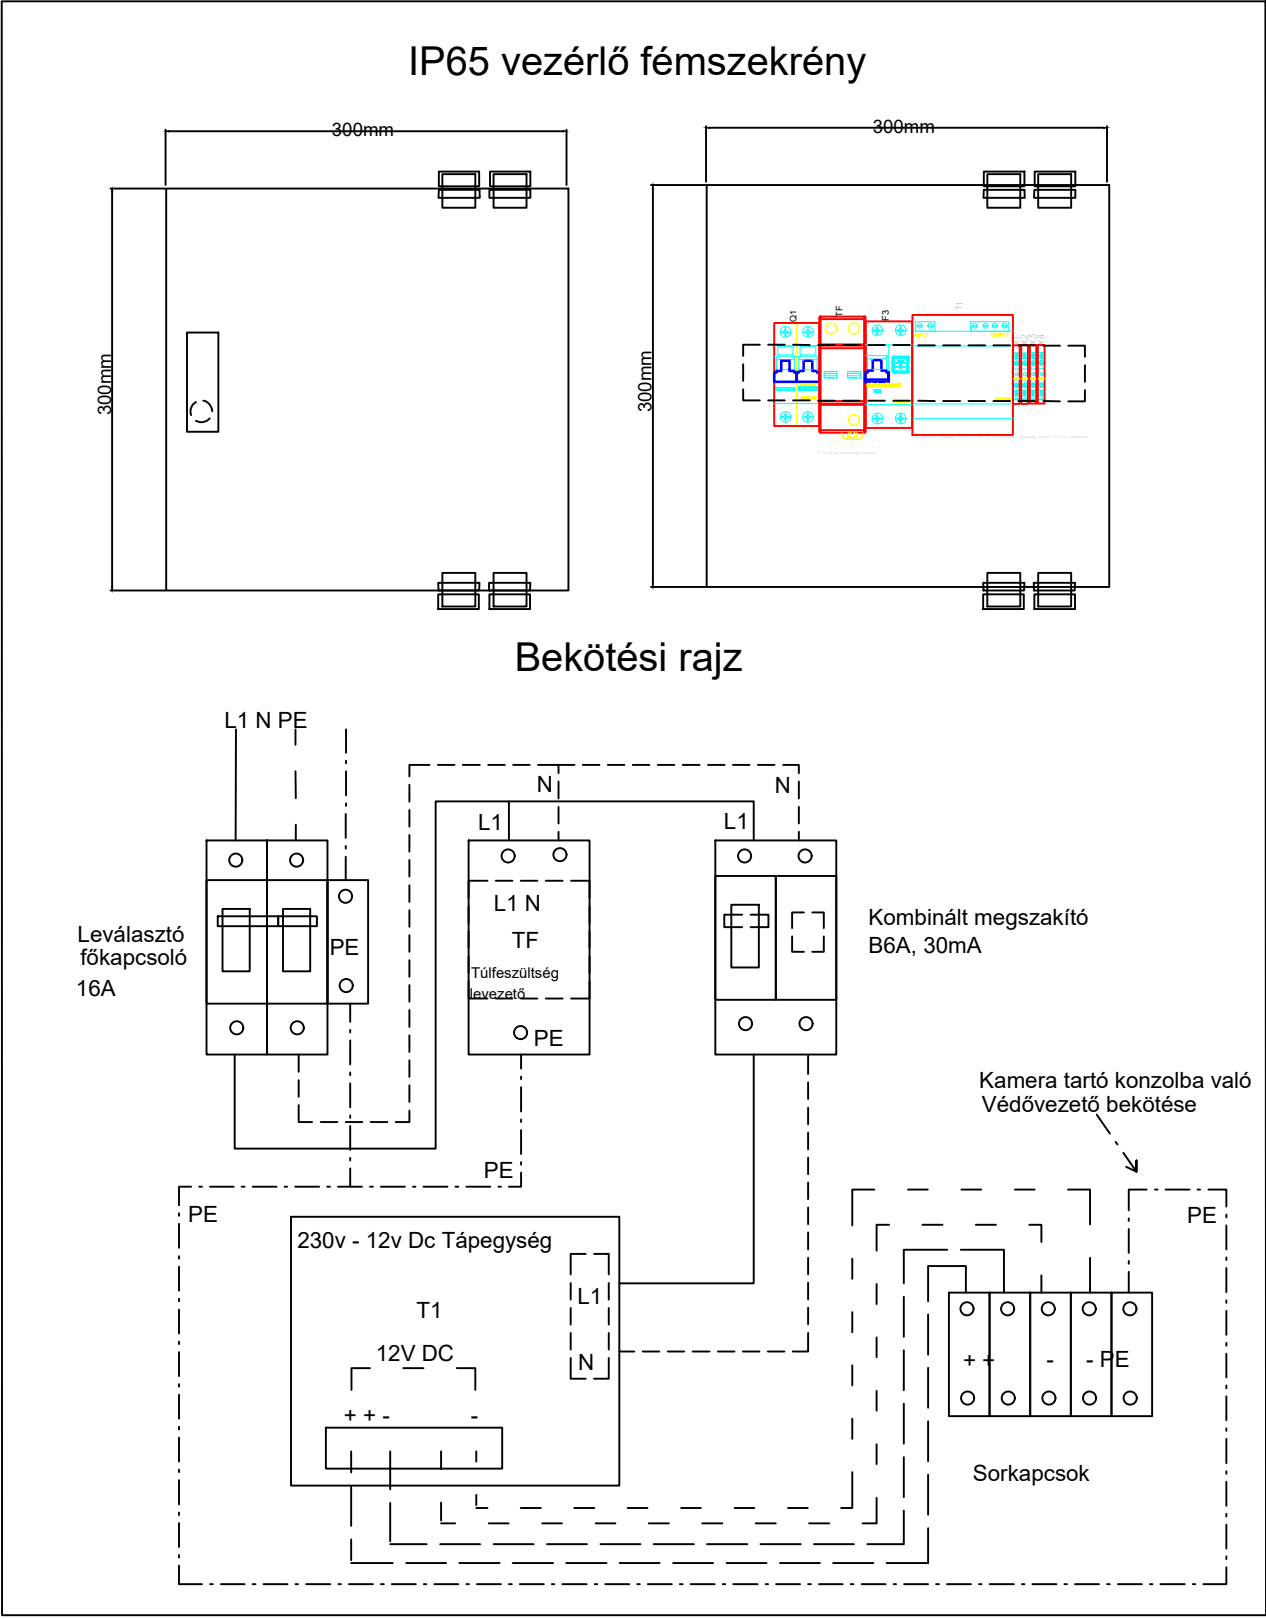 IP65 vezérlő fémszekrény
300mm
300mm
300mm
300mm
Q1
TF
F3
T1
Bekötési rajz
L1 N PE
N
N
L1
L1
L1 N
TF
Túlfeszültség
levezető
PE
PE
Leválasztó
főkapcsoló
16A
Kombinált megszakító
B6A, 30mA
Kamera tartó konzolba való
Védővezető bekötése
PE
PE
PE
230v - 12v Dc Tápegység
L1
T1
12V DC
N
+ + -
-
+ +
-
- PE
Sorkapcsok